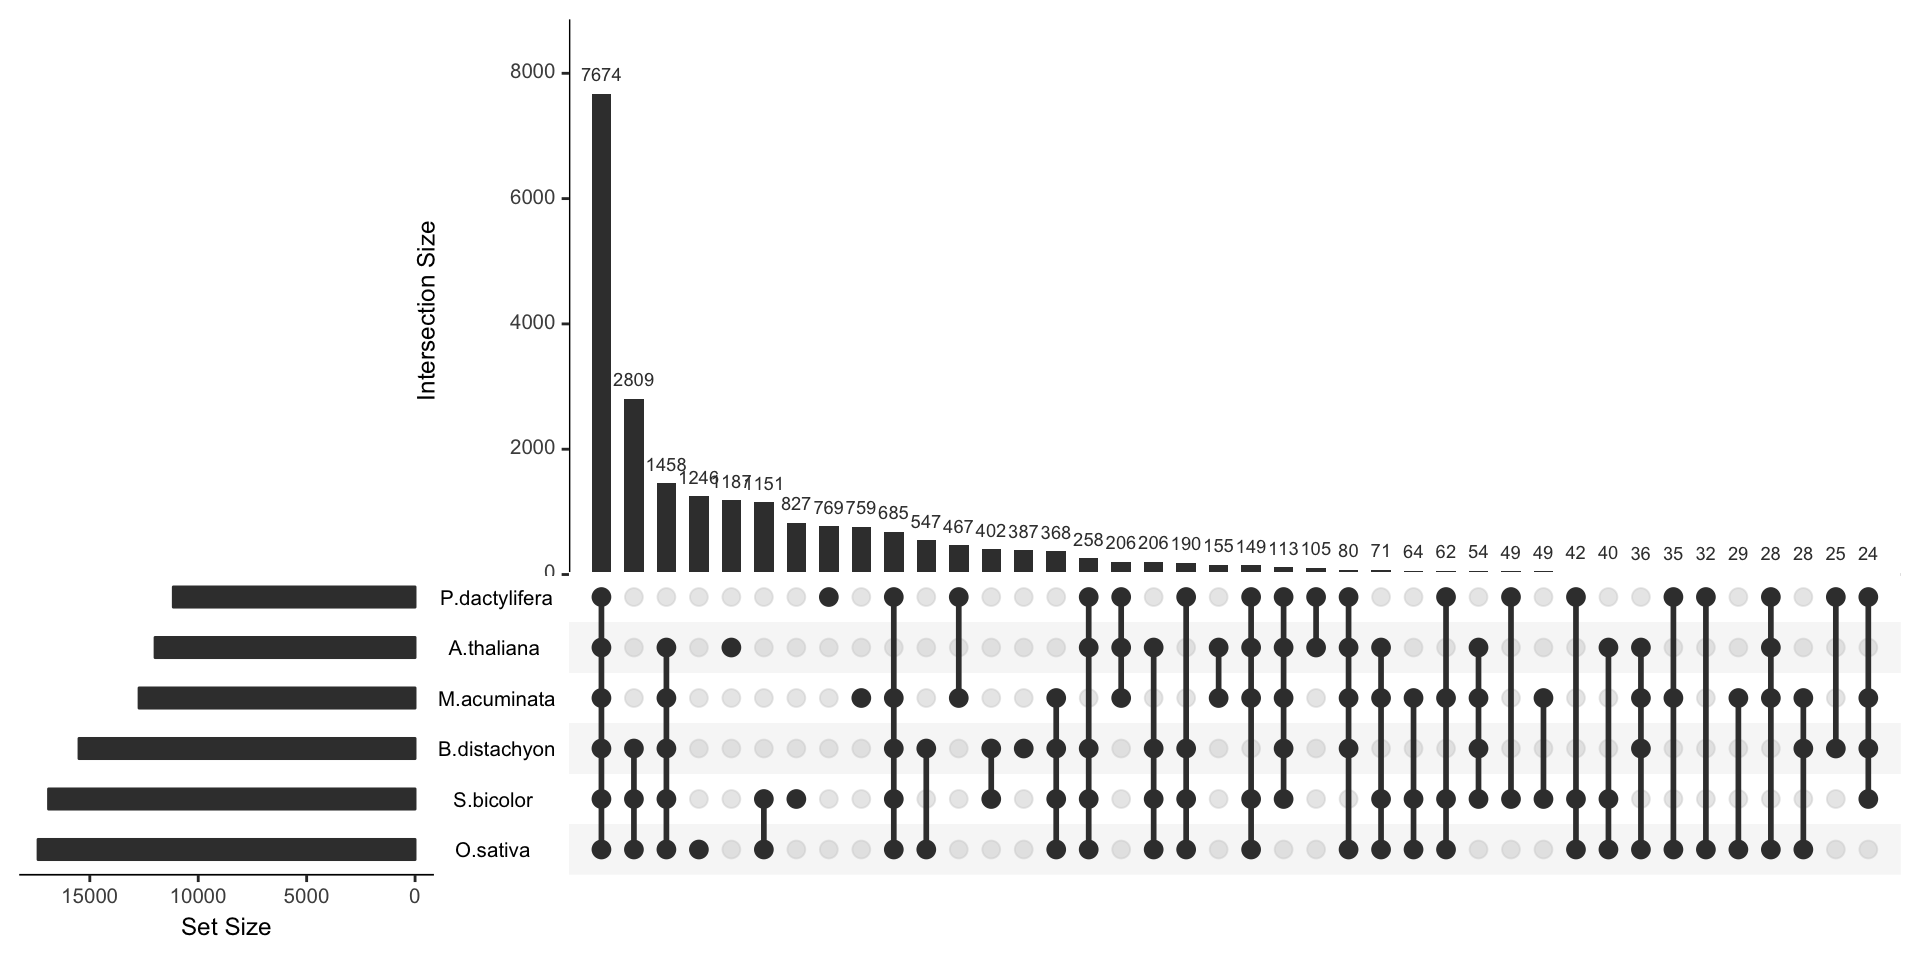 8000
6000
4000
2000
0
Intersection Size
7674
2809
1458
1246
1187
1151
827 769 759 685 547 467 402 387 368 258 206 206 190 155 149 113 105 80 71 64 62 54 49 49 42 40 36 35 32 29 28 28 25 24
P.dactylifera
A.thaliana
M.acuminata
B.distachyon
S.bicolor
O.sativa
15000 10000 5000 0
Set Size